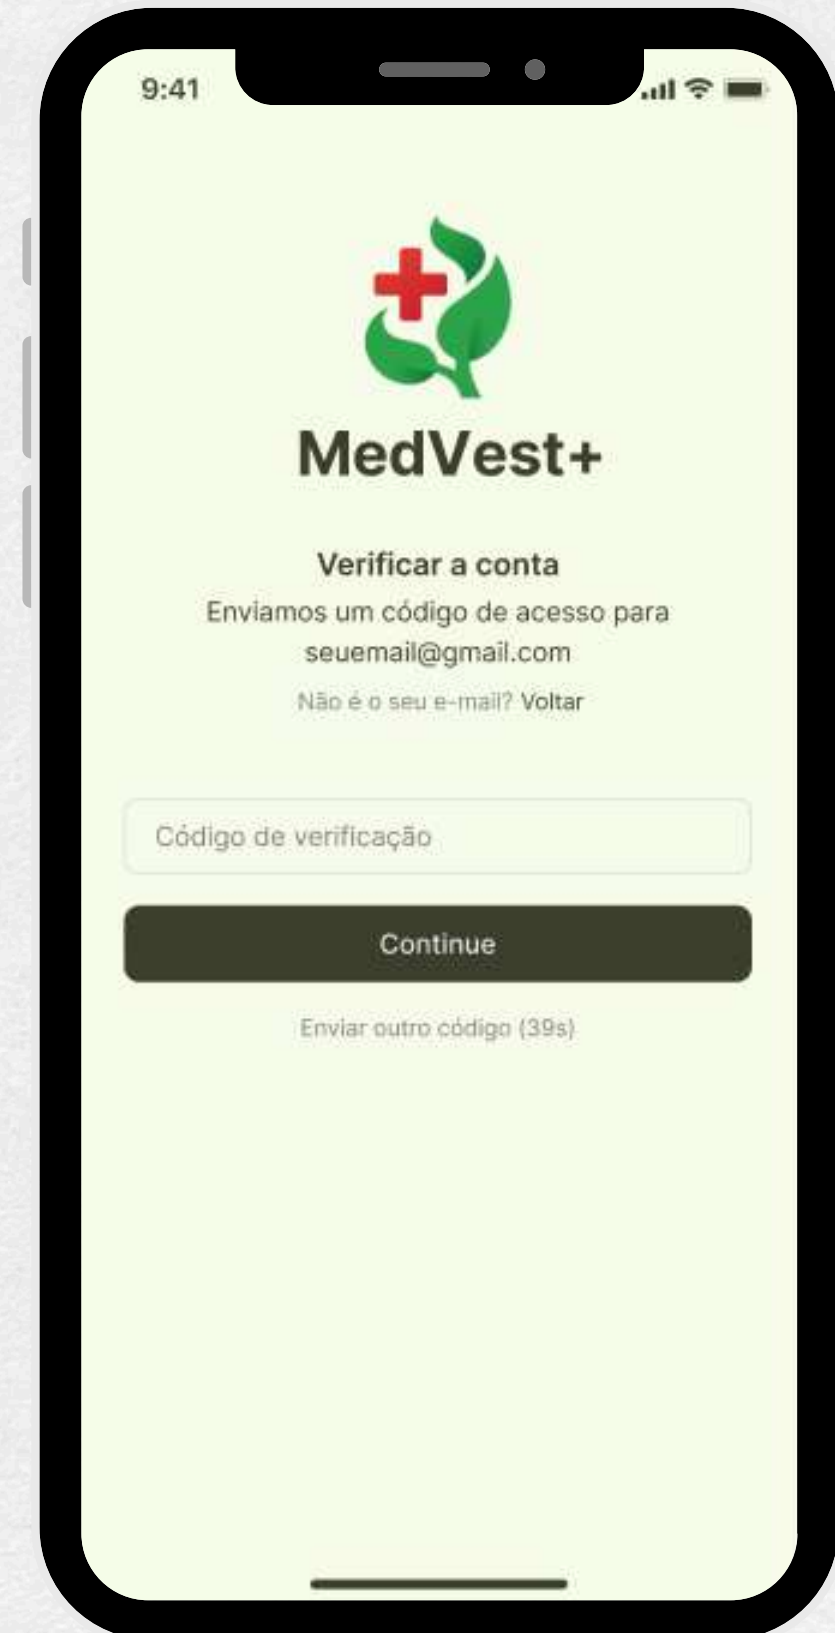 9:41
MedVest+
Verificar a conta
Enviamos um código de acesso para
seuemail@gmail.com
Não é o seu e-mail? Voltar
Código de verificação
Continue
Enviar outro código (39s)